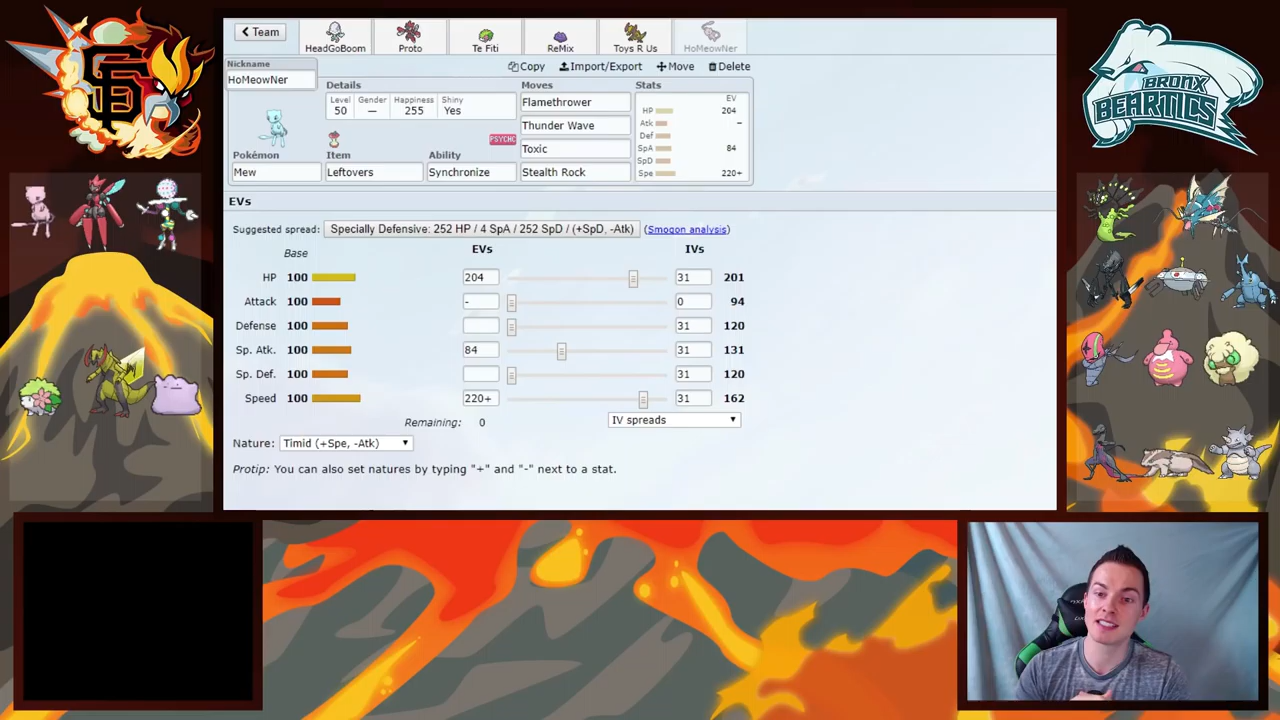 Team
HeadGoBoom
Proto
Te Fiti
ReMix
Toys R Us
HoMeowNer
Nickname
HoMeowNer
Copy
Import/Export
Move
Delete
Details
Level
50
Gender
—
Happiness
255
Shiny
Yes
PSYCHC
Pokémon
Mew
Item
Leftovers
Ability
Synchronize
Moves
Flamethrower
Thunder Wave
Toxic
Stealth Rock
Stats
EV
HP 204
Atk –
Def
SpA 84
SpD
Spe 220+
EVs
Suggested spread: Specially Defensive: 252 HP / 4 SpA / 252 SpD / (+SpD, -Atk) (Smogon analysis)
Base EVs IVs
HP 100 204 31 201
Attack 100 - 0 94
Defense 100 31 120
Sp. Atk. 100 84 31 131
Sp. Def. 100 31 120
Speed 100 220+ 31 162
Remaining: 0
IV spreads
Nature: Timid (+Spe, -Atk)
Protip: You can also set natures by typing "+" and "-" next to a stat.
SF
BRONX
BEARTICS